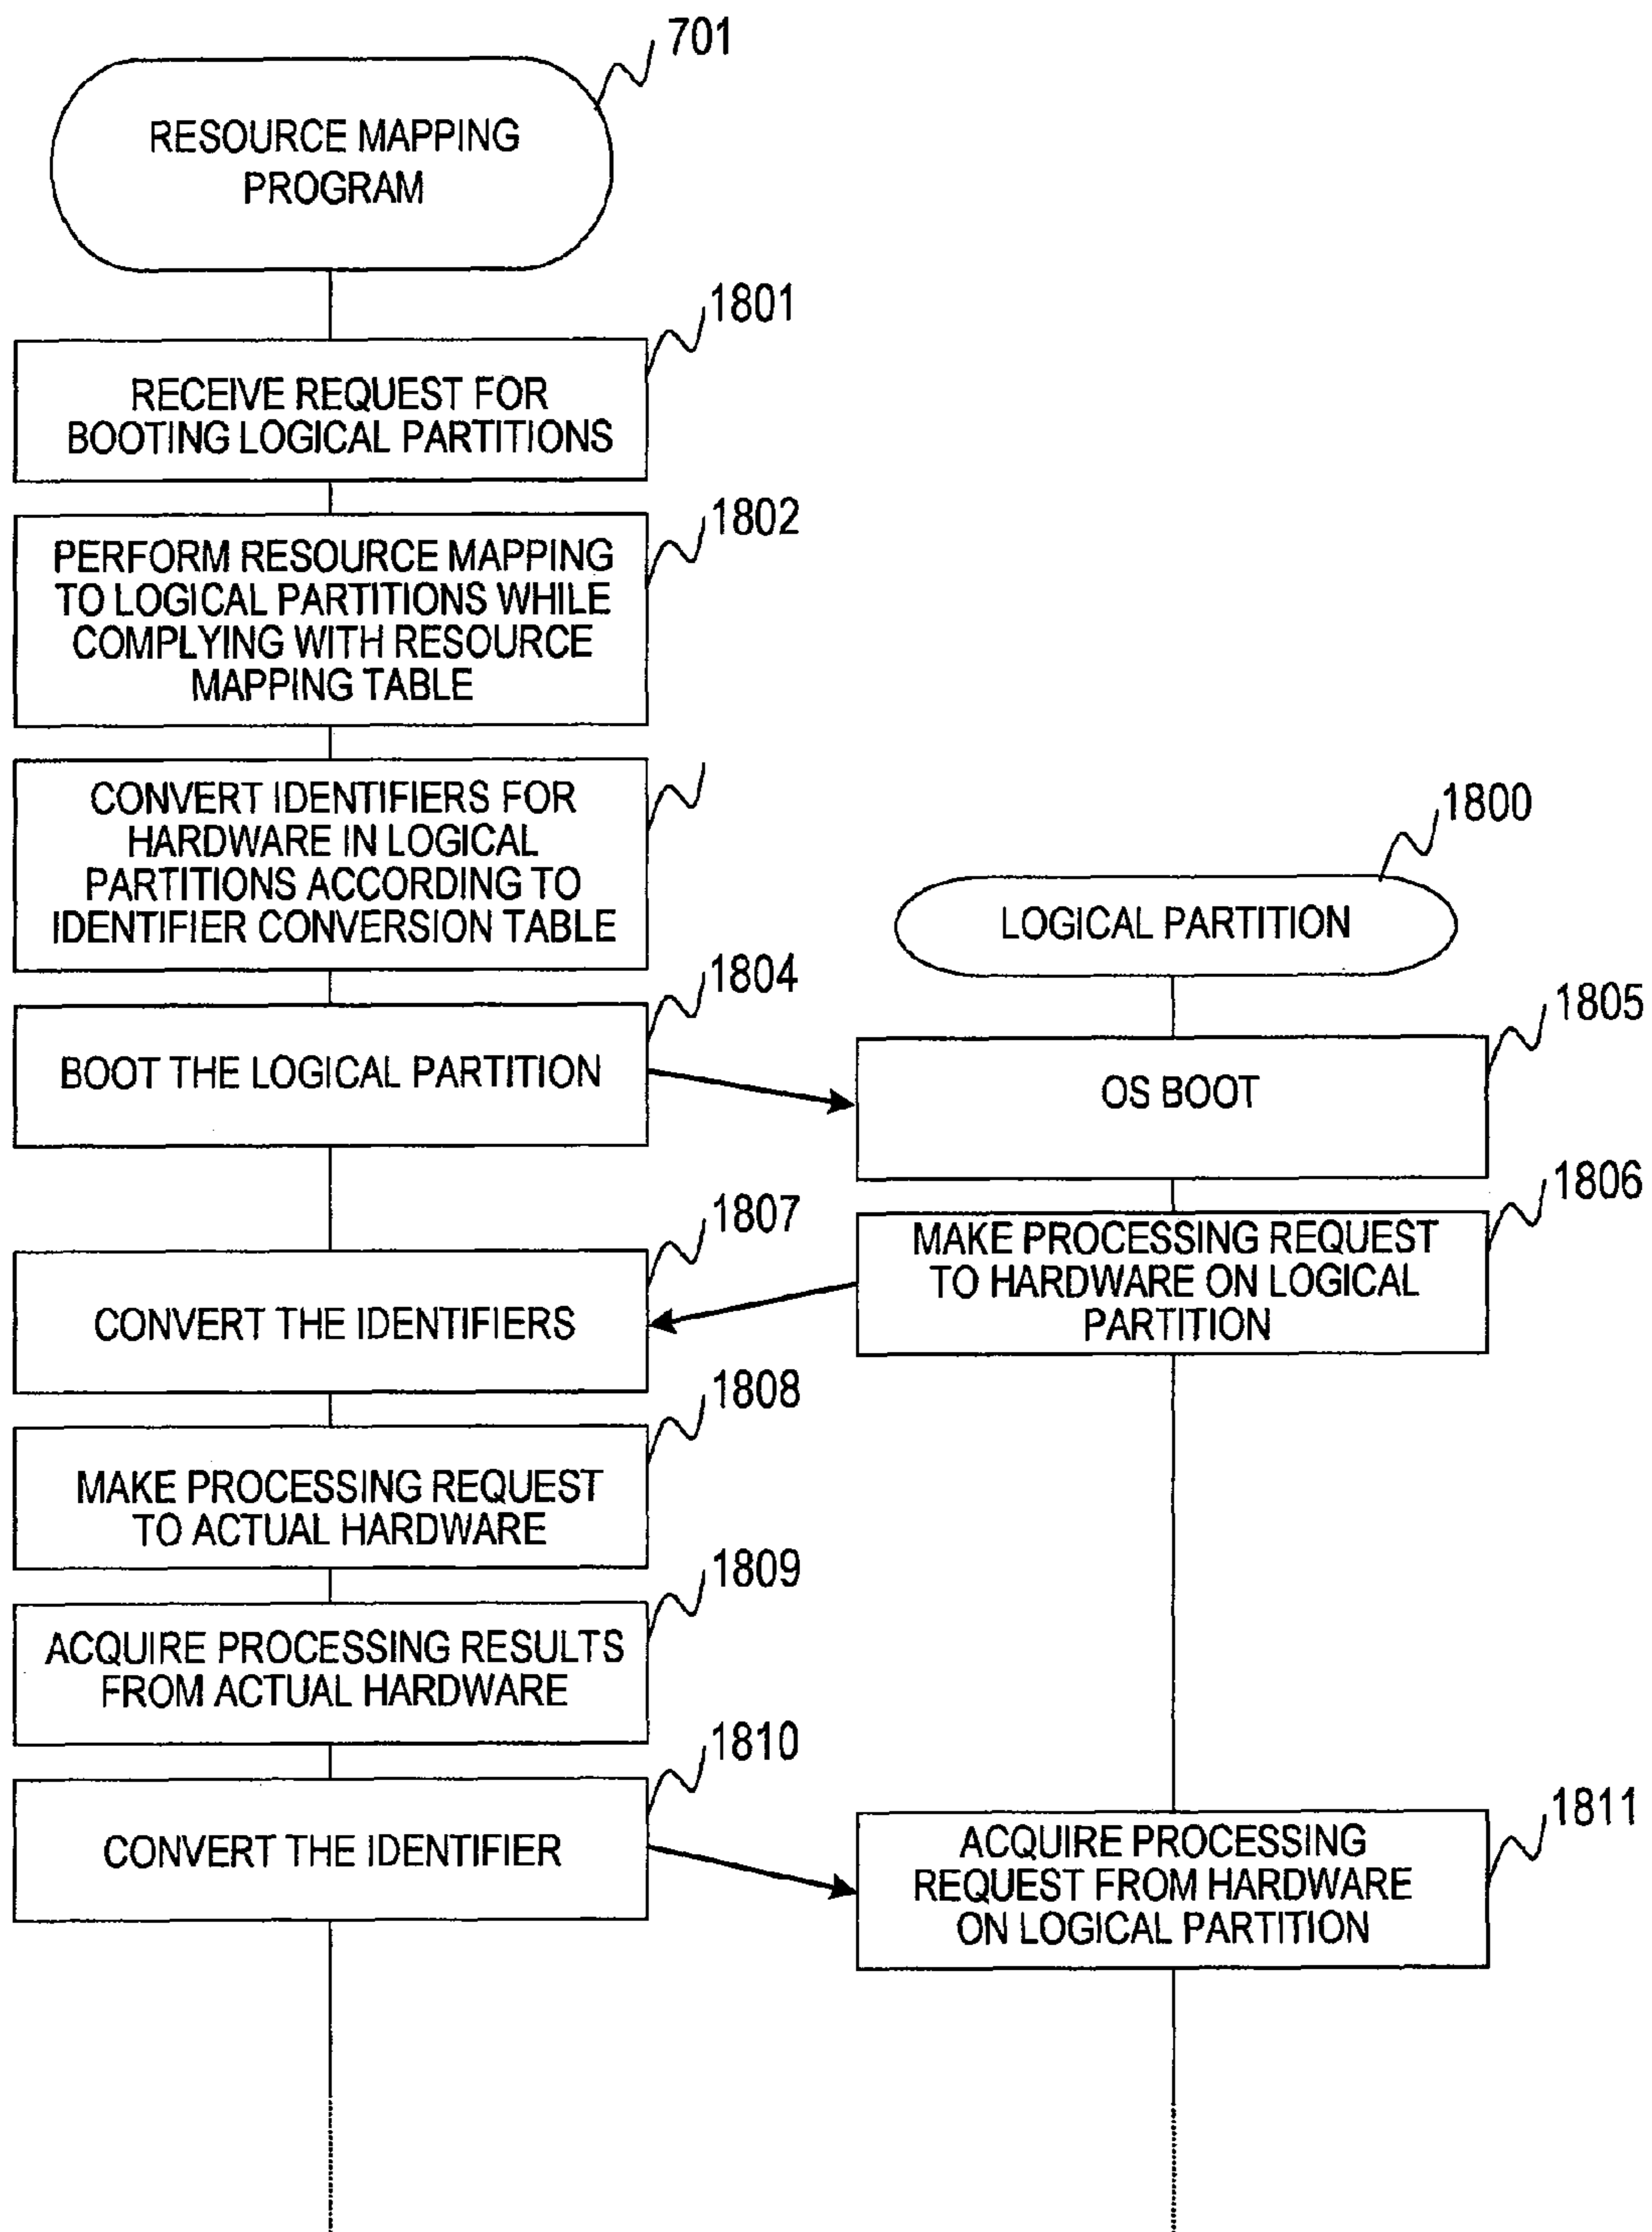 701
RESOURCE MAPPING
PROGRAM
1801
RECEIVE REQUEST FOR
BOOTING LOGICAL PARTITIONS
1802
PERFORM RESOURCE MAPPING
TO LOGICAL PARTITIONS WHILE
COMPLYING WITH RESOURCE
MAPPING TABLE
CONVERT IDENTIFIERS FOR
HARDWARE IN LOGICAL
PARTITIONS ACCORDING TO
IDENTIFIER CONVERSION TABLE
1800
LOGICAL PARTITION
1804
BOOT THE LOGICAL PARTITION
1805
OS BOOT
1806
MAKE PROCESSING REQUEST
TO HARDWARE ON LOGICAL
PARTITION
1807
CONVERT THE IDENTIFIERS
1808
MAKE PROCESSING REQUEST
TO ACTUAL HARDWARE
1809
ACQUIRE PROCESSING RESULTS
FROM ACTUAL HARDWARE
1810
CONVERT THE IDENTIFIER
1811
ACQUIRE PROCESSING
REQUEST FROM HARDWARE
ON LOGICAL PARTITION